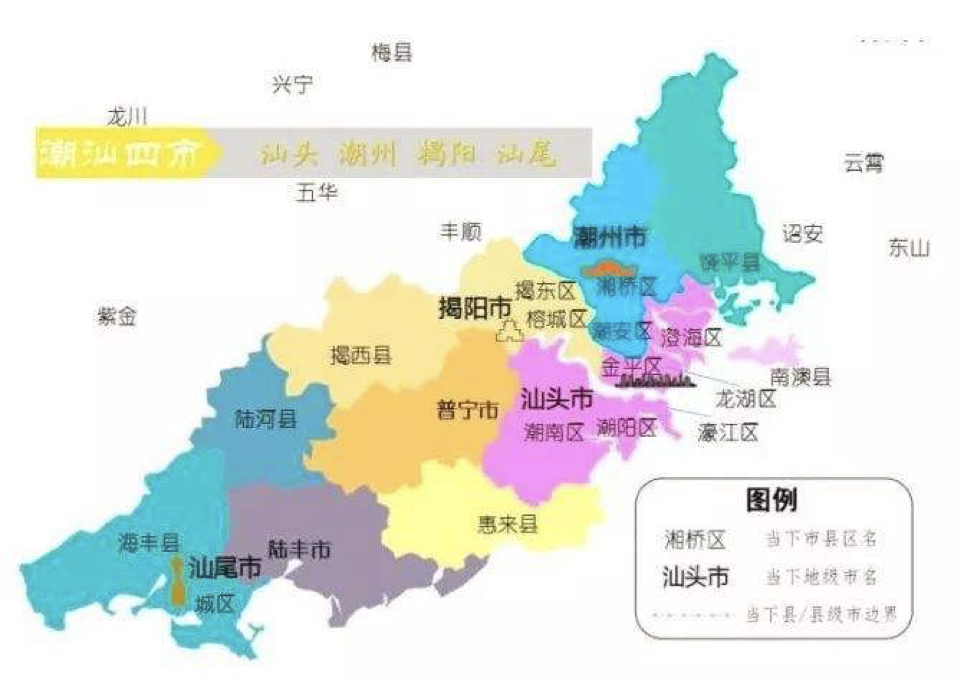 梅县
兴宁
龙川
潮汕四市 汕头 潮州 揭阳 汕尾
云霄
五华
丰顺
潮州市
诏安
东山
饶平县
湘桥区
揭东区
揭阳市
榕城区
紫金
潮安区
澄海区
揭西县
金平区
南澳县
汕头市
龙湖区
普宁市
陆河县
潮南区
潮阳区
濠江区
图例
惠来县
湘桥区 当下市县区名
海丰县
陆丰市
汕尾市
汕头市 当下地级市名
城区
当下县/县级市边界